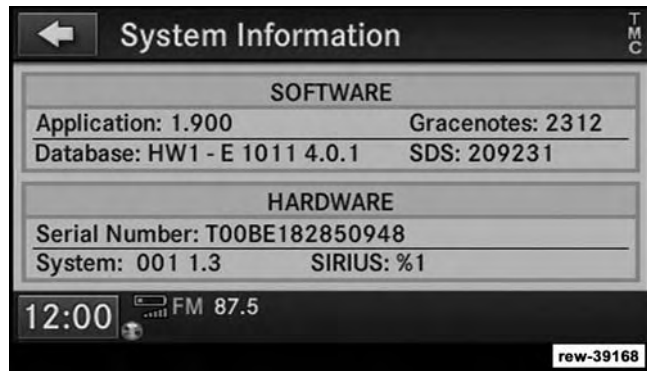 System Information
TMC
SOFTWARE
Application: 1.900 Gracenotes: 2312
Database: HW1 - E 1011 4.0.1 SDS: 209231
HARDWARE
Serial Number: T00BE182850948
System: 001 1.3 SIRIUS: %1
12:00 FM 87.5
rew-39168